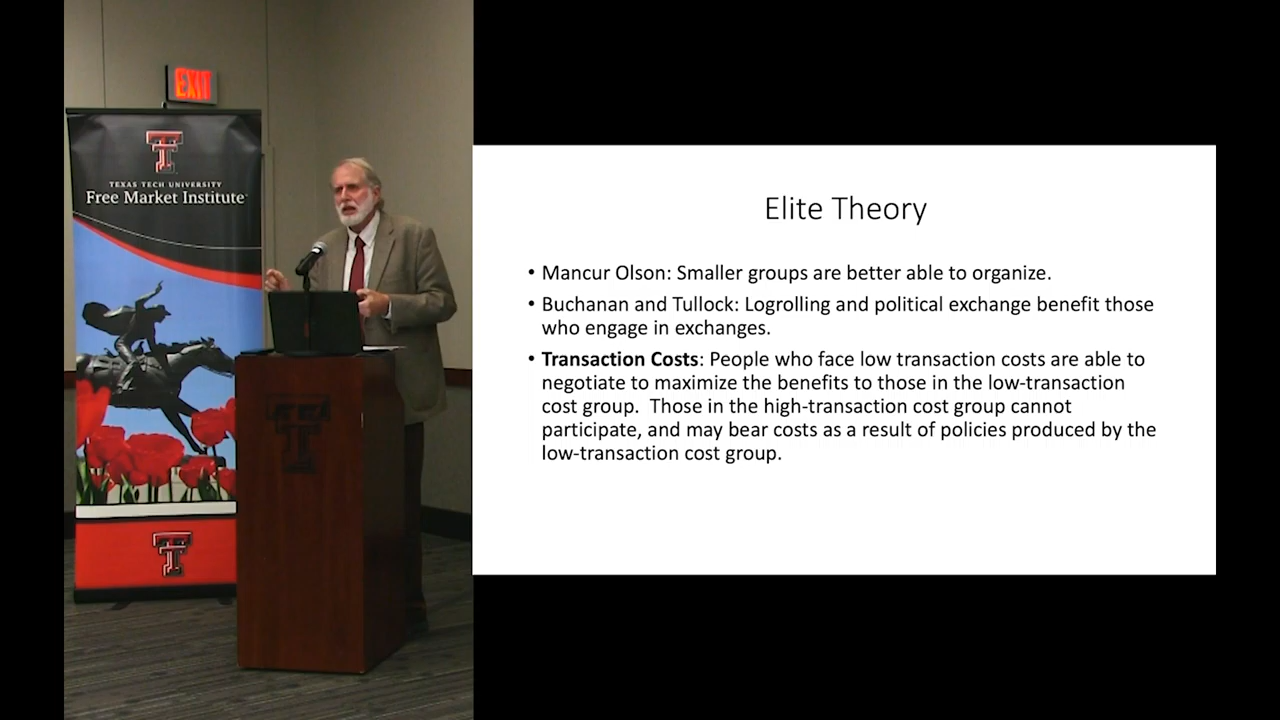 EXIT
TEXAS TECH UNIVERSITY
Free Market Institute
Elite Theory
• Mancur Olson: Smaller groups are better able to organize.
• Buchanan and Tullock: Logrolling and political exchange benefit those
who engage in exchanges.
• Transaction Costs: People who face low transaction costs are able to
negotiate to maximize the benefits to those in the low-transaction
cost group.  Those in the high-transaction cost group cannot
participate, and may bear costs as a result of policies produced by the
low-transaction cost group.